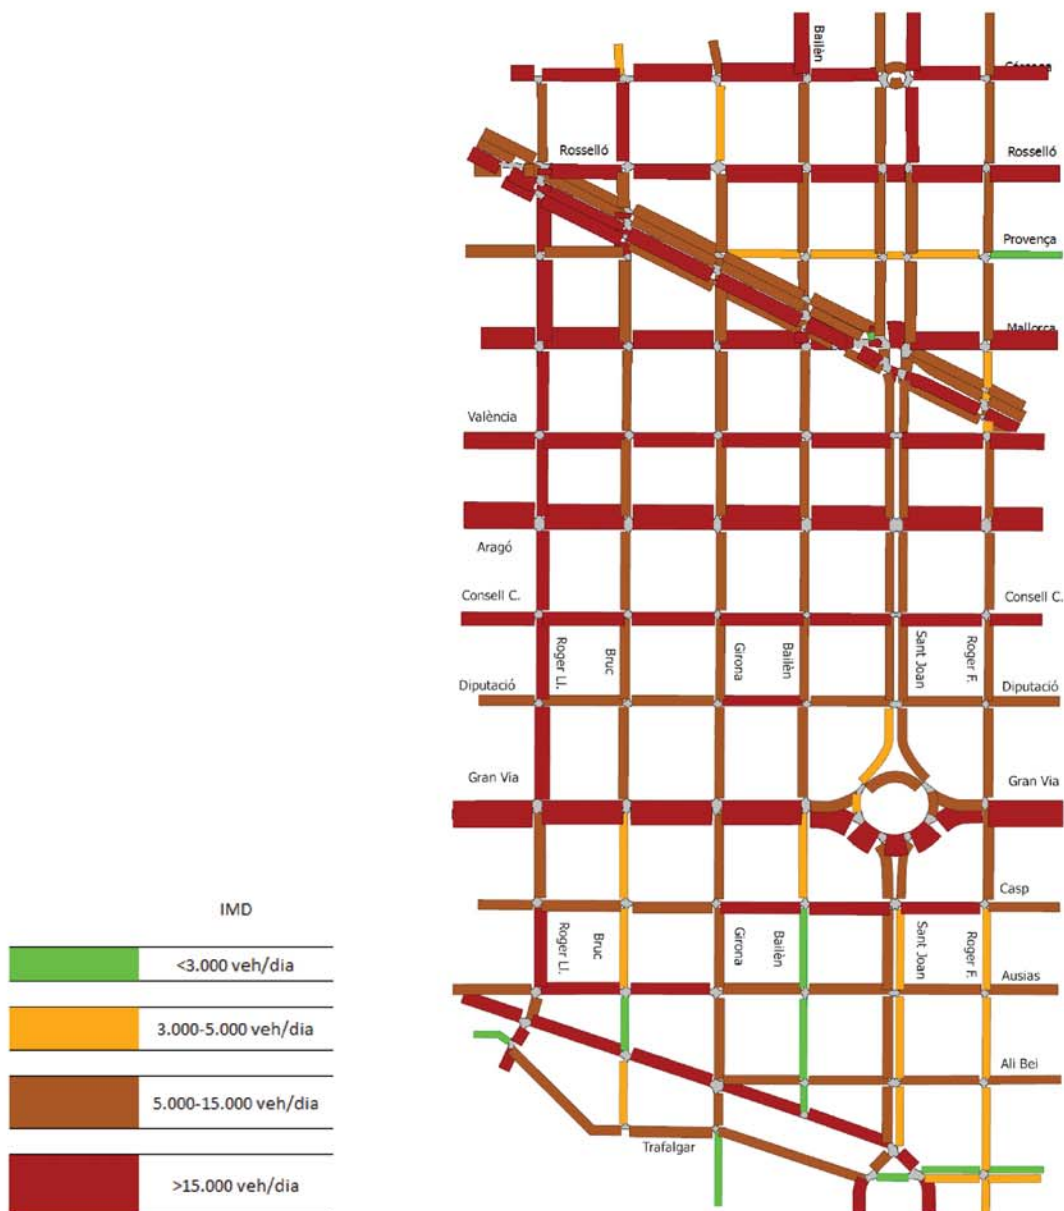 Bailèn
Rosselló
Rosselló
Provença
Mallorca
València
Aragó
Consell C.
Consell C.
Roger Ll.
Bruc
Girona
Bailèn
Sant Joan
Roger F.
Diputació
Diputació
Gran Via
Gran Via
Casp
IMD
Roger Ll.
Bruc
Girona
Bailèn
Sant Joan
Roger F.
<3.000 veh/dia
Ausias
3.000-5.000 veh/dia
Ali Bei
5.000-15.000 veh/dia
Trafalgar
>15.000 veh/dia